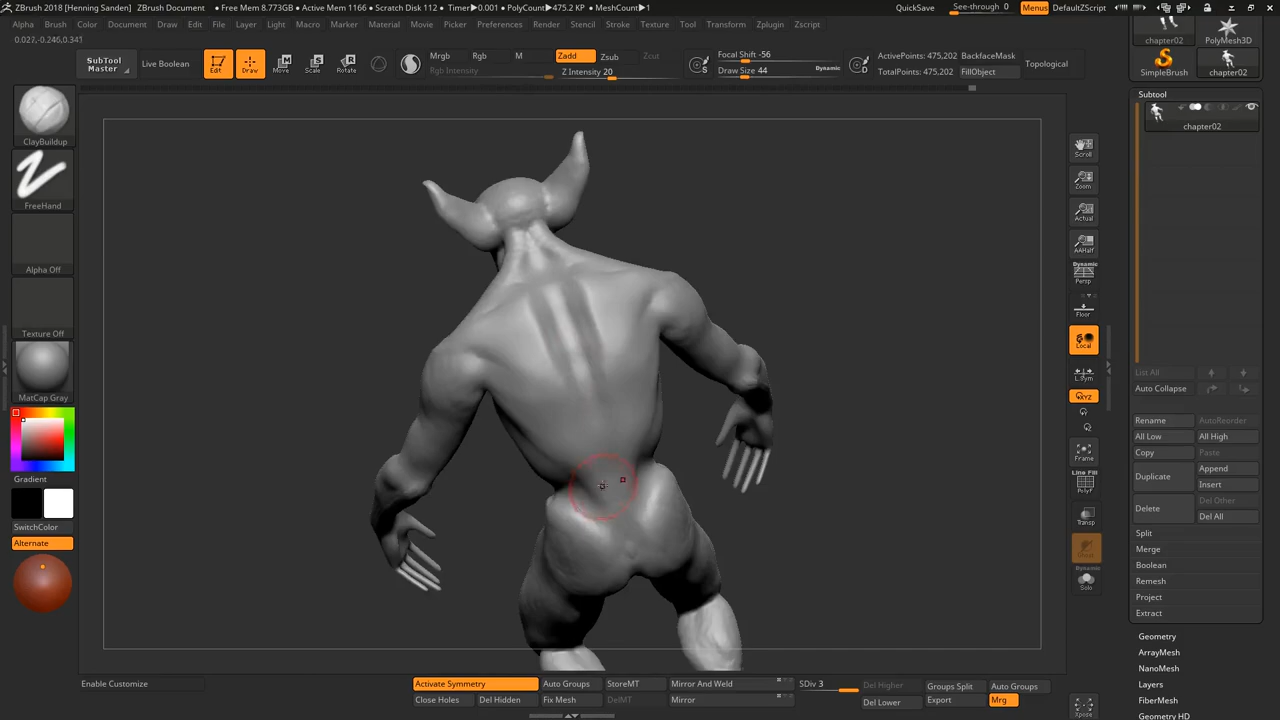 ZBrush 2018 [Henning Sanden] ZBrush Document • Free Mem 8.773GB • Active Mem 1166 • Scratch Disk 112 • Timer▶0.001 • PolyCount▶475.2 KP • MeshCount▶1 QuickSave See-through 0 Menus DefaultZScript
Alpha Brush Color Document Draw Edit File Layer Light Macro Marker Material Movie Picker Preferences Render Stencil Stroke Texture Tool Transform Zplugin Zscript
0.027,-0.246,0.341
SubTool Master
Live Boolean
Edit
Draw
Move
Scale
Rotate
Mrgb Rgb M Zadd Zsub Zcut
Rgb Intensity Z Intensity 20
Focal Shift -56
Draw Size 44 Dynamic
ActivePoints: 475,202 BackfaceMask
TotalPoints: 475,202 FillObject
Topological
chapter02 PolyMesh3D
SimpleBrush chapter02
ClayBuildup
FreeHand
Alpha Off
Texture Off
MatCap Gray
Gradient
SwitchColor
Alternate
Scroll
Zoom
Actual
AAHalf
Dynamic
Persp
Floor
Local
L.Sym
XYZ
Frame
Line Fill
PolyF
Transp
Ghost
Dynamic
Solo
Xpose
Subtool
chapter02
List All
Auto Collapse
Rename AutoReorder
All Low All High
Copy Paste
Duplicate Append
Insert
Delete Del Other
Del All
Split
Merge
Boolean
Remesh
Project
Extract
Geometry
ArrayMesh
NanoMesh
Layers
FiberMesh
Geometry HD
Enable Customize
Activate Symmetry Auto Groups StoreMT Mirror And Weld SDiv 3 Del Higher Groups Split Auto Groups
Close Holes Del Hidden Fix Mesh DelMT Mirror Del Lower Export Mrg